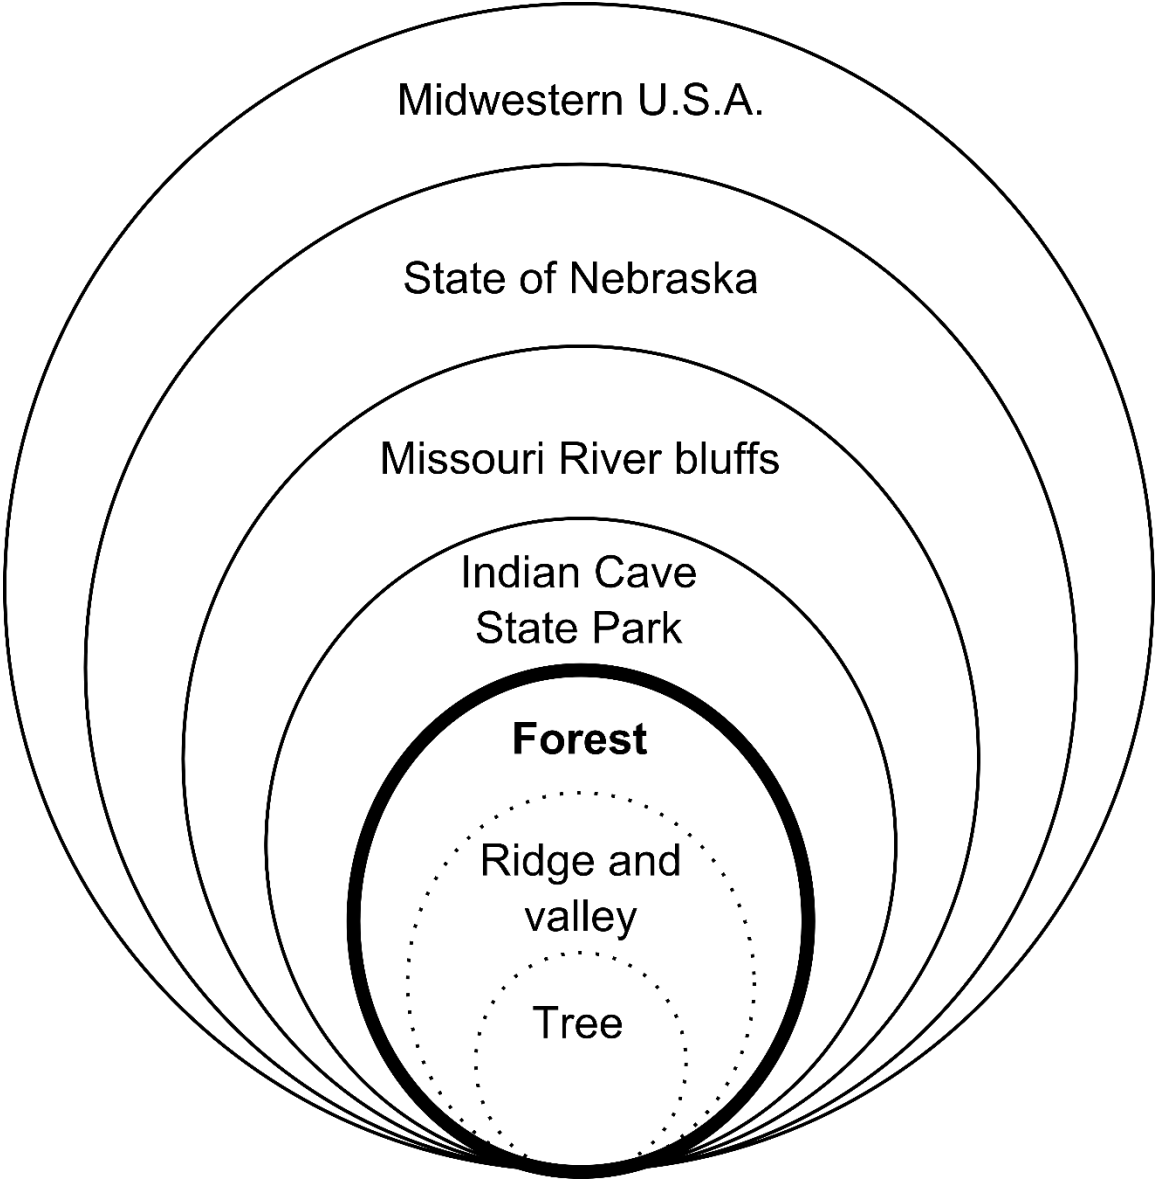 Midwestern U.S.A.
State of Nebraska
Missouri River bluffs
Indian Cave
State Park
Forest
Ridge and
valley
Tree